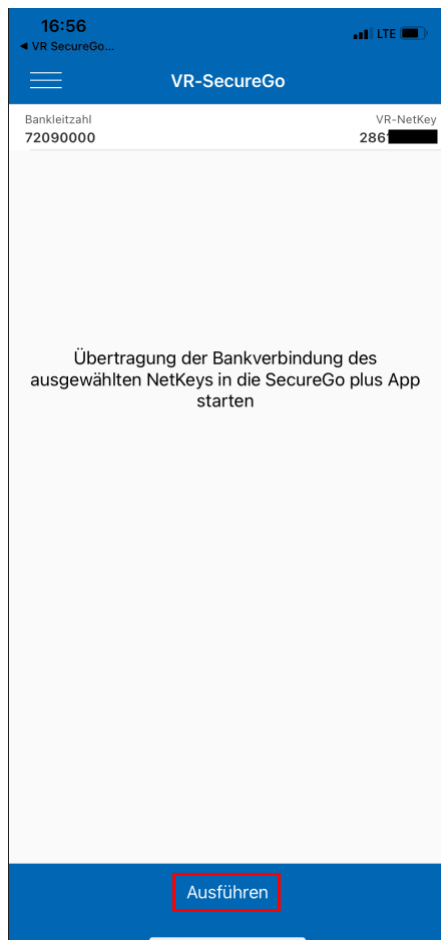 16:56
LTE
◀ VR SecureGo...
VR-SecureGo
Bankleitzahl
VR-NetKey
72090000
286
Übertragung der Bankverbindung des
ausgewählten NetKeys in die SecureGo plus App
starten
Ausführen